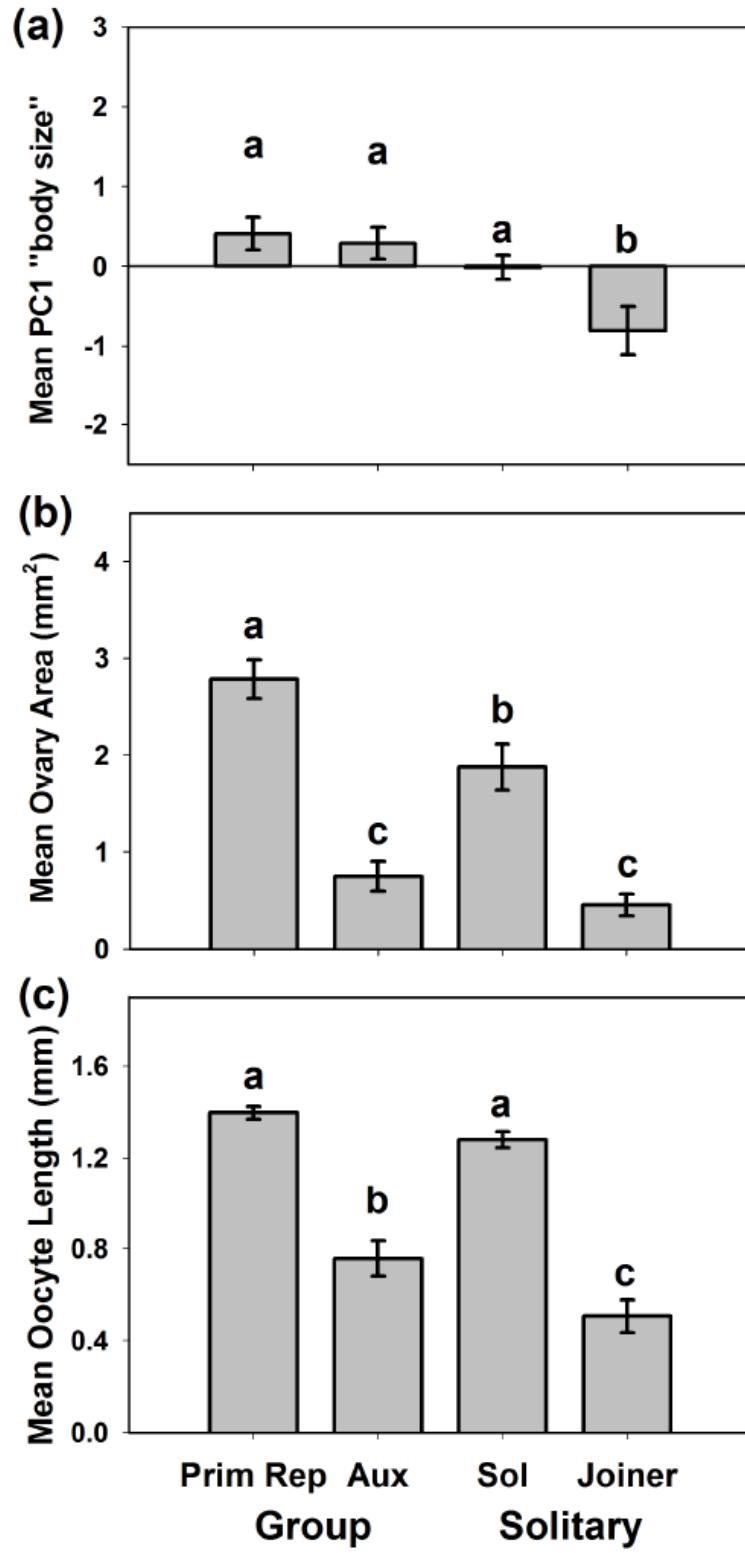 (a)
Mean PC1 "body size"
3
2
1
0
-1
-2
a
a
a
b
(b)
Mean Ovary Area (mm²)
4
3
2
1
0
a
c
b
c
(c)
Mean Oocyte Length (mm)
1.6
1.2
0.8
0.4
0.0
a
b
a
c
Prim Rep Aux Sol Joiner
Group Solitary